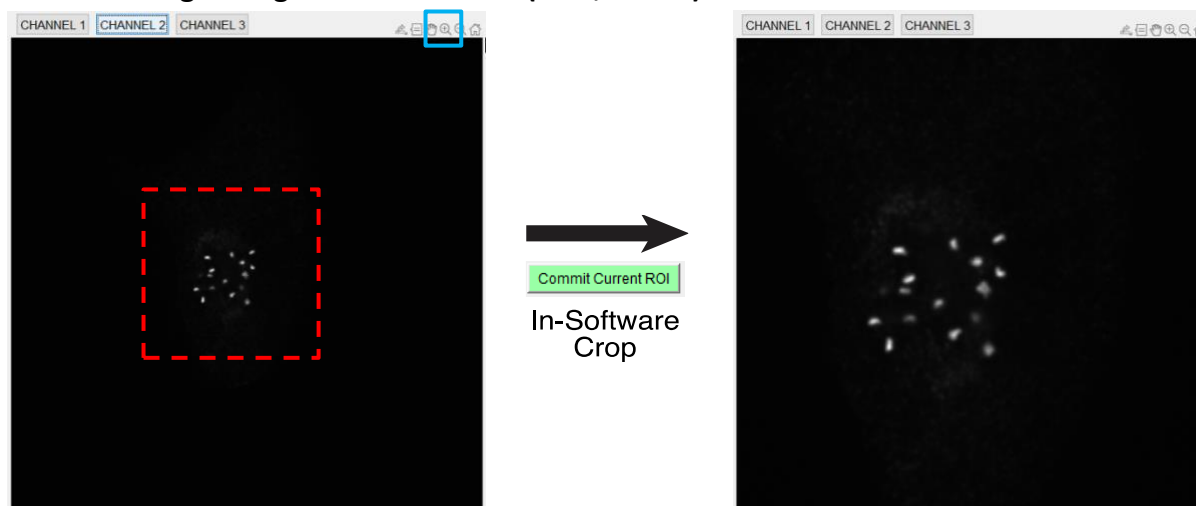 CHANNEL 1 CHANNEL 2 CHANNEL 3
CHANNEL 1 CHANNEL 2 CHANNEL 3
Commit Current ROI
In-Software
Crop